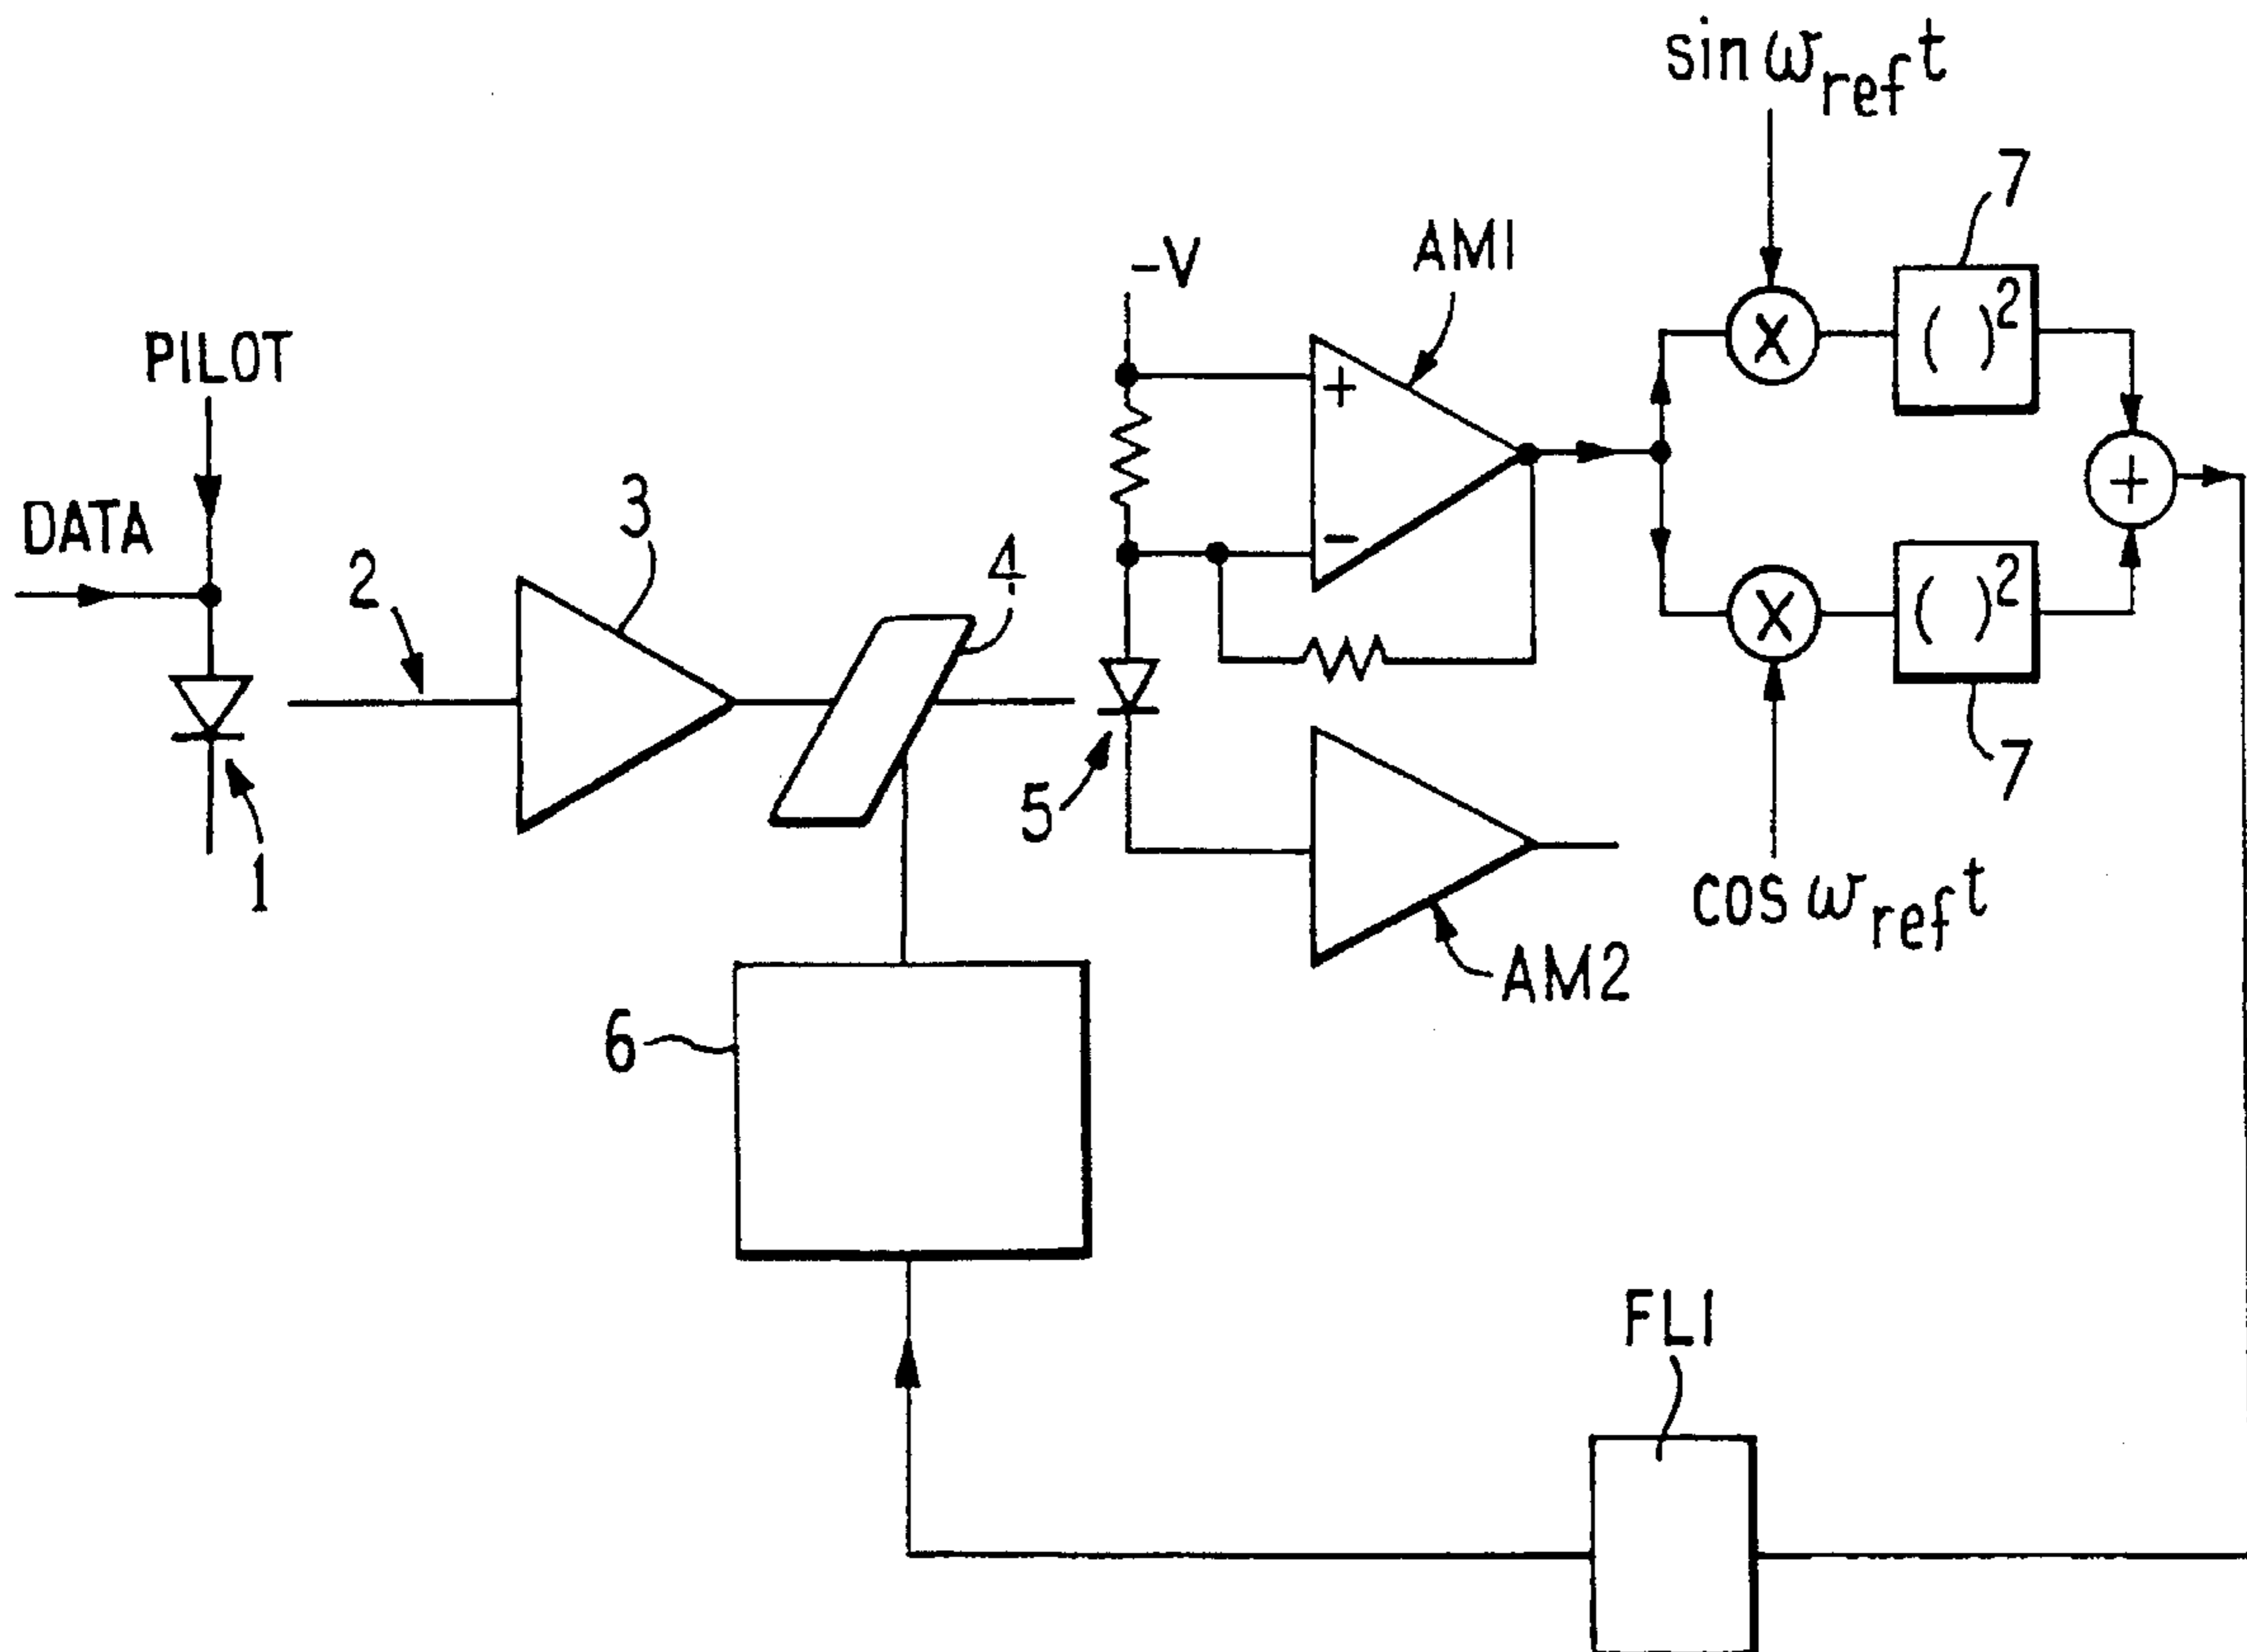 sin ω_ref t
7
AM1
-V
PILOT
X
( )²
+
3
DATA
4
2
-
+
( )²
X
5
7
1
cos ω_ref t
AM2
6
FL1